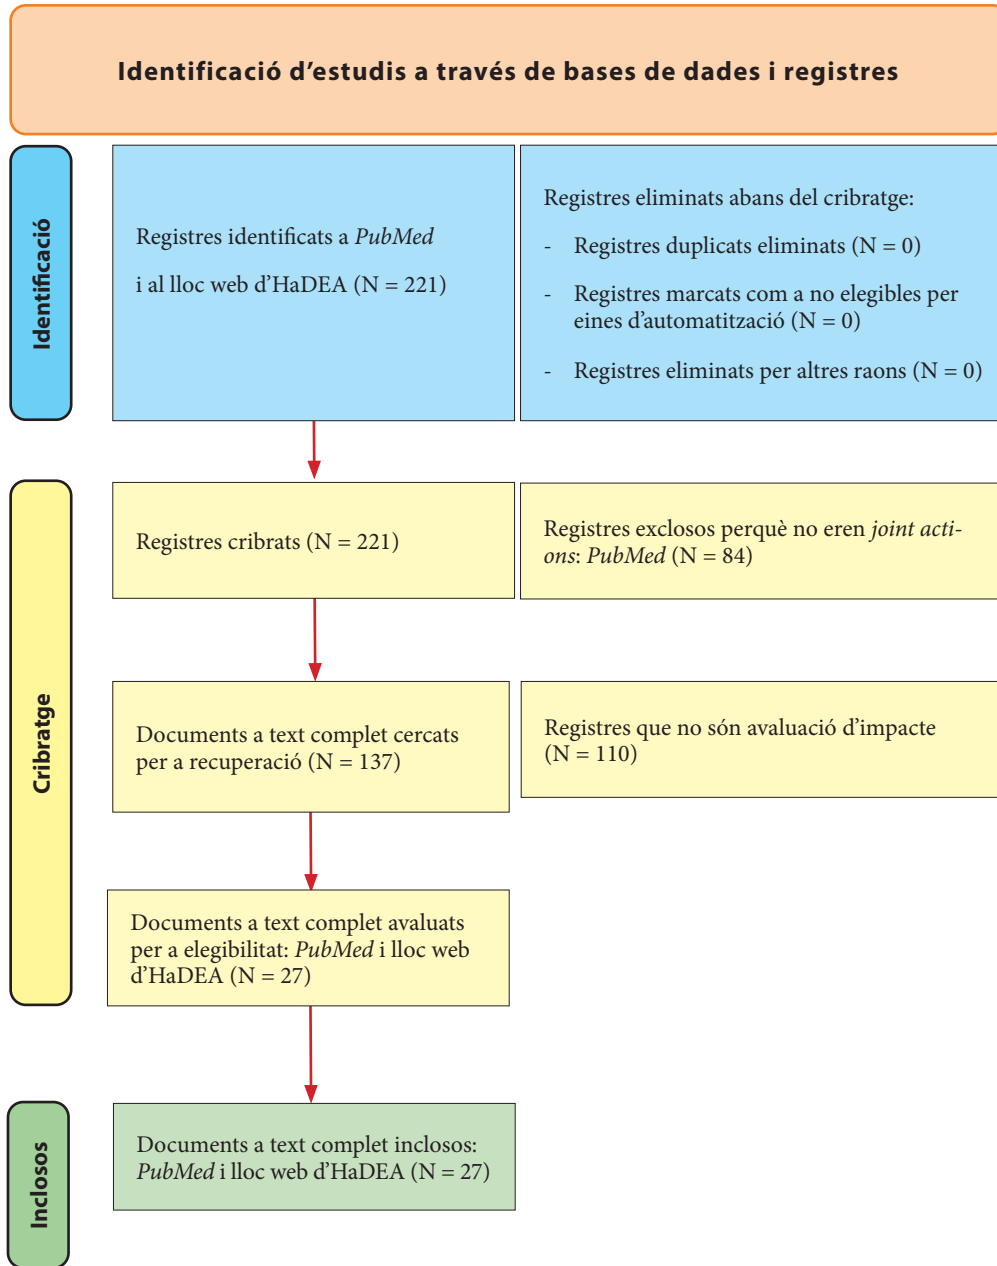 Identificació d’estudis a través de bases de dades i registres
Identificació
Registres identificats a PubMed
i al lloc web d’HaDEA (N = 221)
Registres eliminats abans del cribratge:
- Registres duplicats eliminats (N = 0)
- Registres marcats com a no elegibles per
eines d’automatització (N = 0)
- Registres eliminats per altres raons (N = 0)
Cribratge
Registres cribrats (N = 221)
Registres exclosos perquè no eren joint acti-
ons: PubMed (N = 84)
Documents a text complet cercats
per a recuperació (N = 137)
Registres que no són avaluació d’impacte
(N = 110)
Documents a text complet avaluats
per a elegibilitat: PubMed i lloc web
d’HaDEA (N = 27)
Inclosos
Documents a text complet inclosos:
PubMed i lloc web d’HaDEA (N = 27)